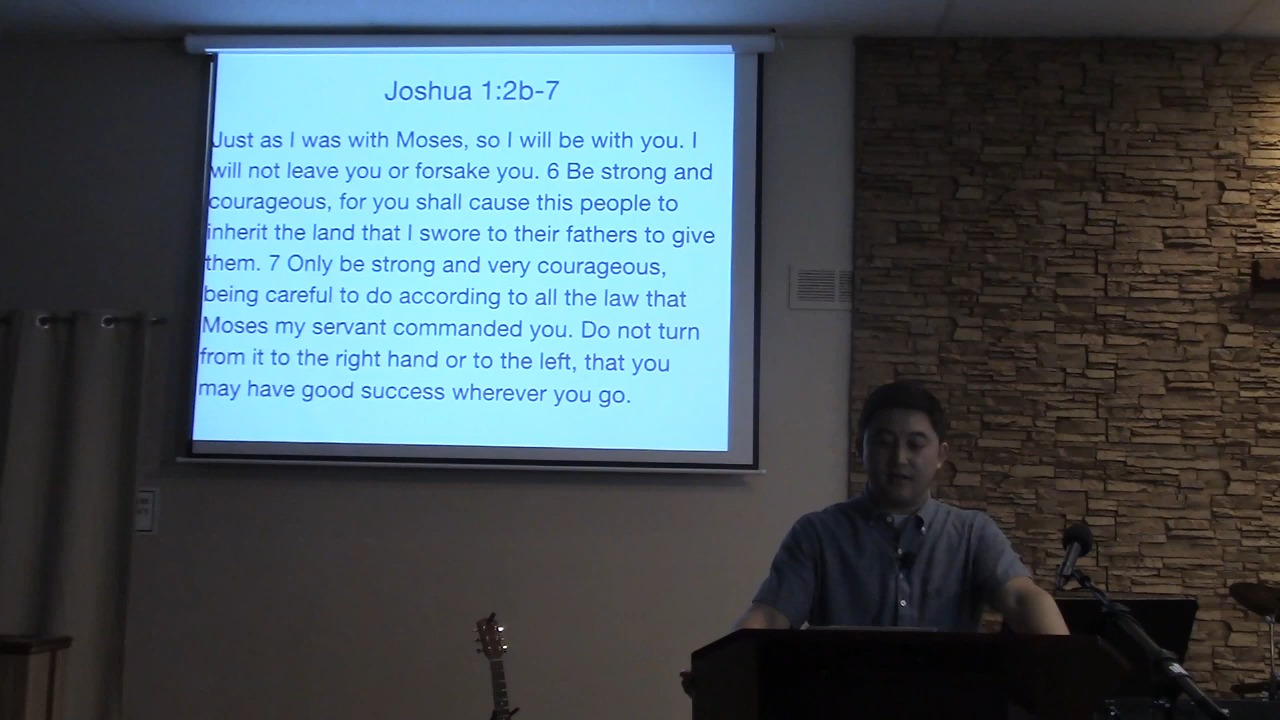 Joshua 1:2b-7
Just as I was with Moses, so I will be with you. I
will not leave you or forsake you. 6 Be strong and
courageous, for you shall cause this people to
inherit the land that I swore to their fathers to give
them. 7 Only be strong and very courageous,
being careful to do according to all the law that
Moses my servant commanded you. Do not turn
from it to the right hand or to the left, that you
may have good success wherever you go.